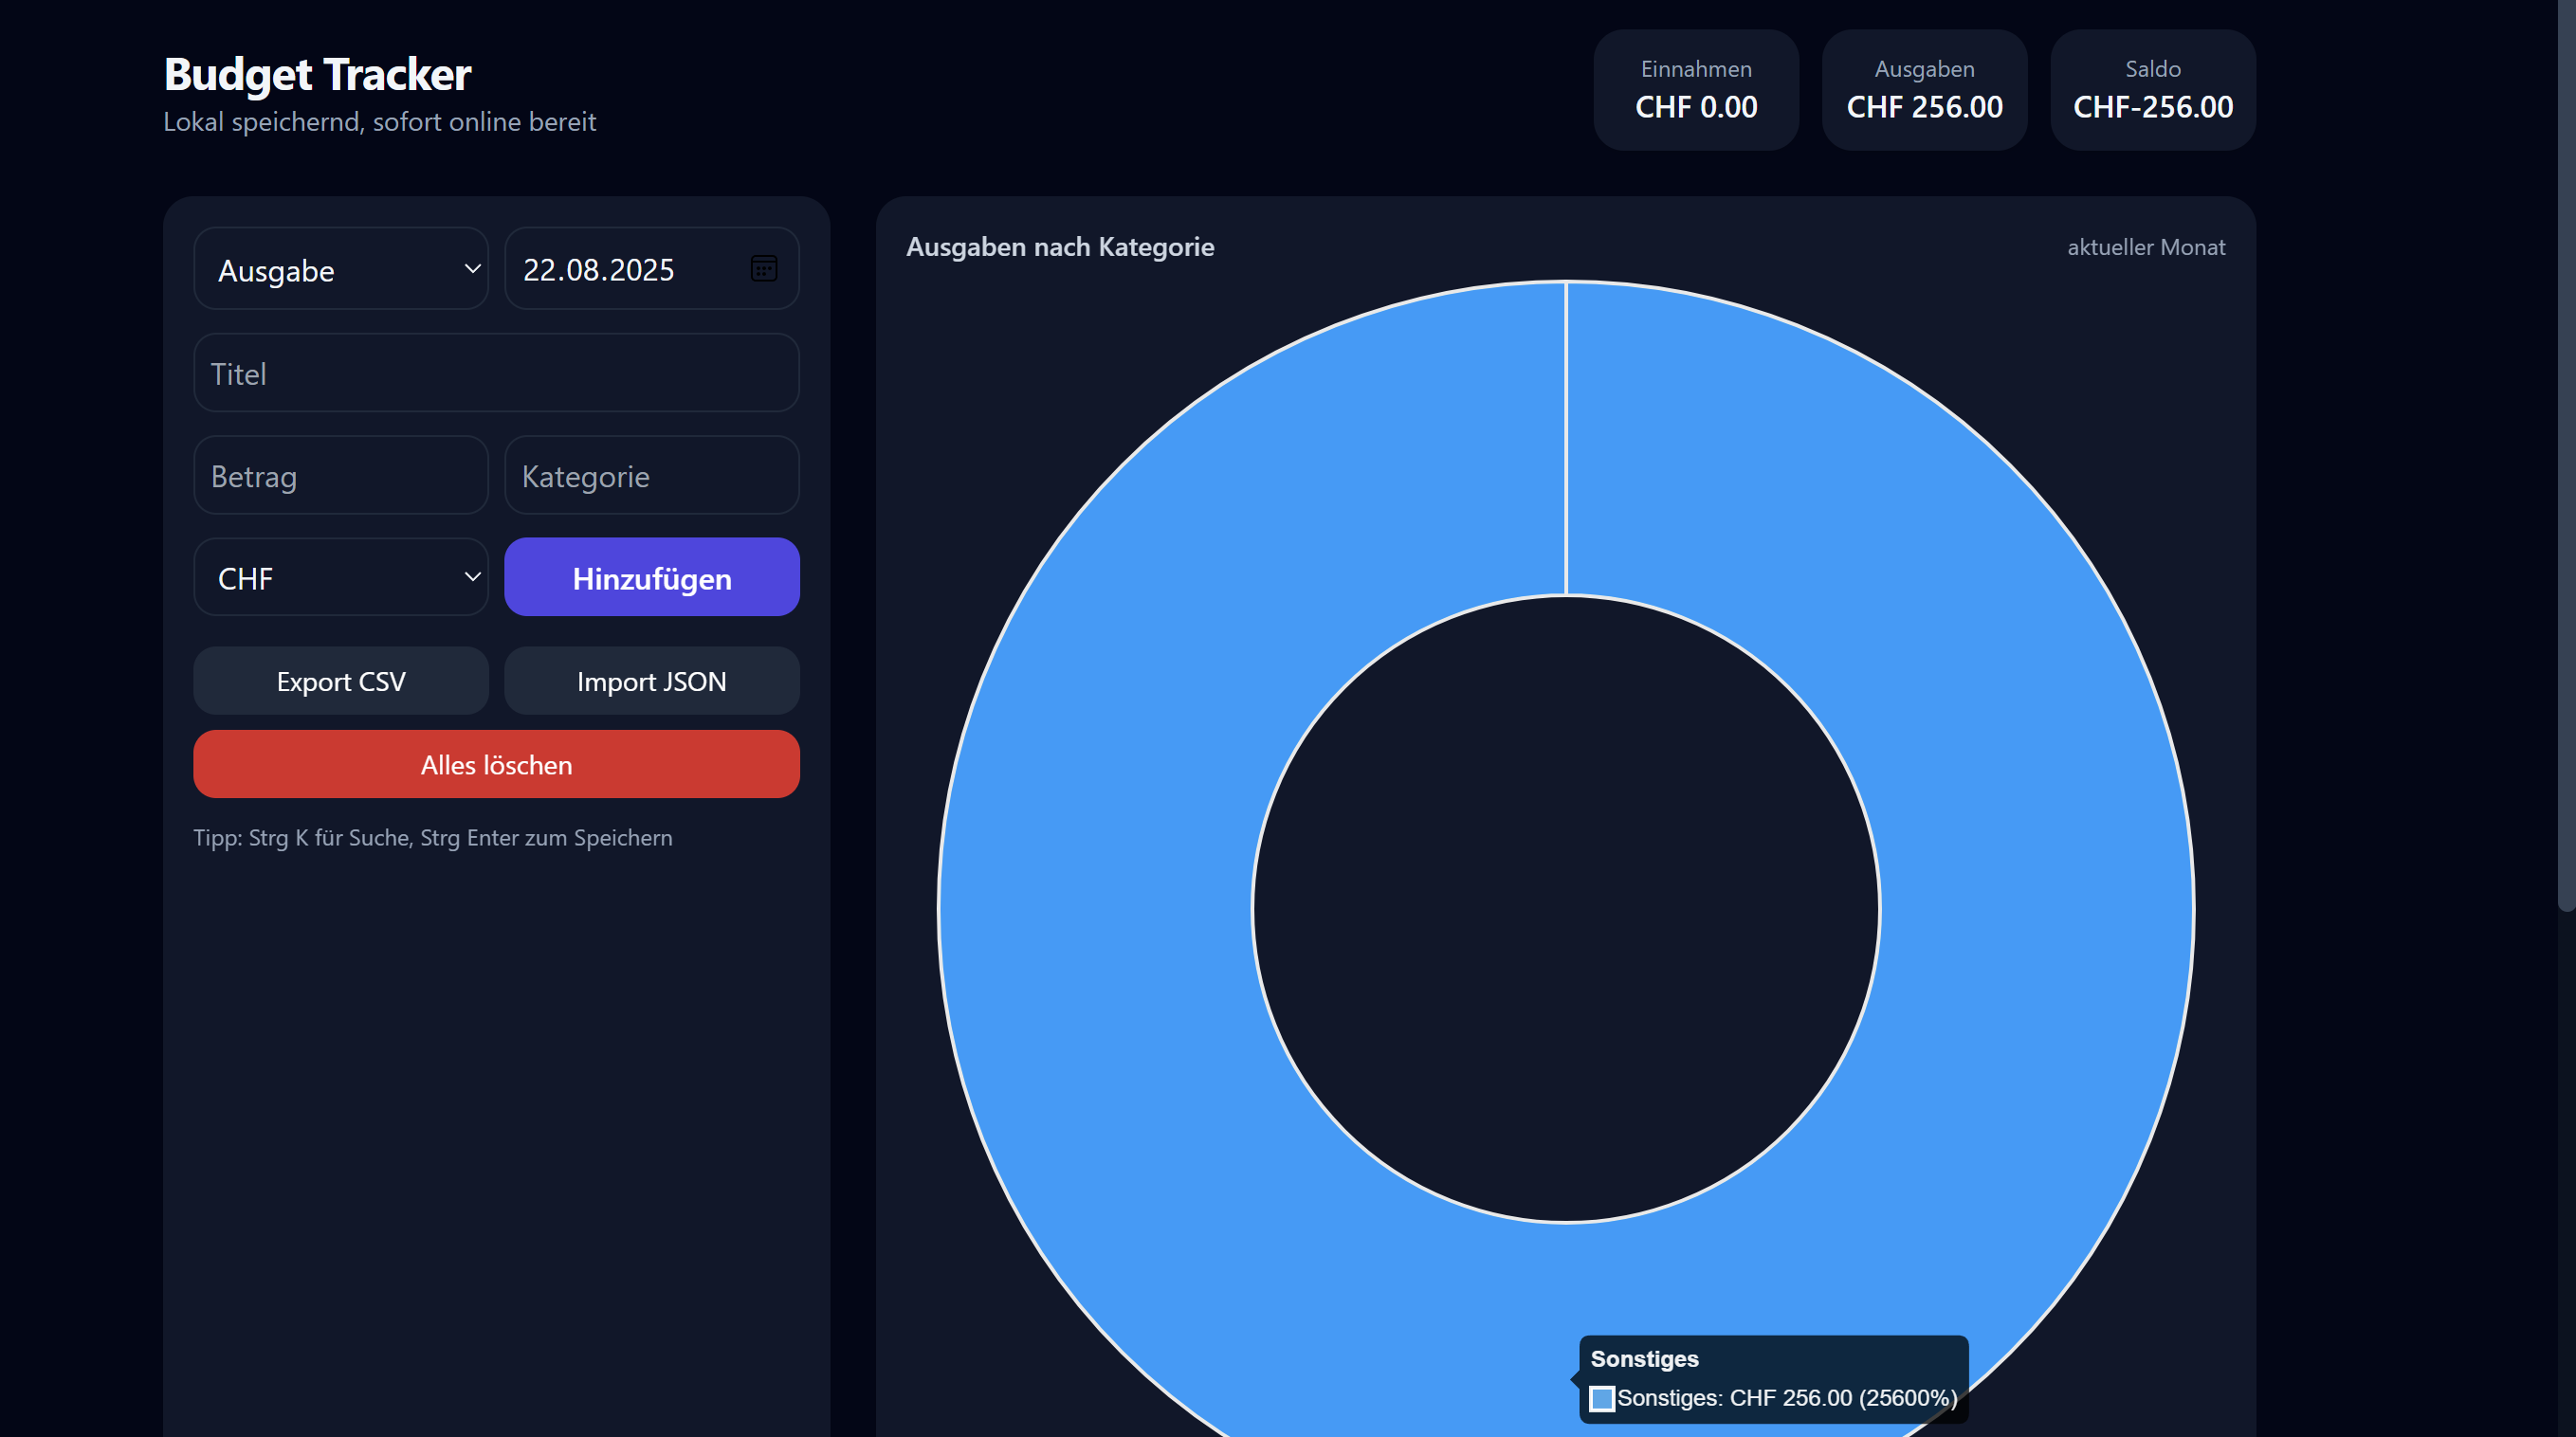 Budget Tracker
Lokal speichernd, sofort online bereit
Einnahmen
CHF 0.00
Ausgaben
CHF 256.00
Saldo
CHF-256.00
Ausgabe
22.08.2025
Titel
Betrag
Kategorie
CHF
Hinzufügen
Export CSV
Import JSON
Alles löschen
Tipp: Strg K für Suche, Strg Enter zum Speichern
Ausgaben nach Kategorie
aktueller Monat
Sonstiges
Sonstiges: CHF 256.00 (25600%)